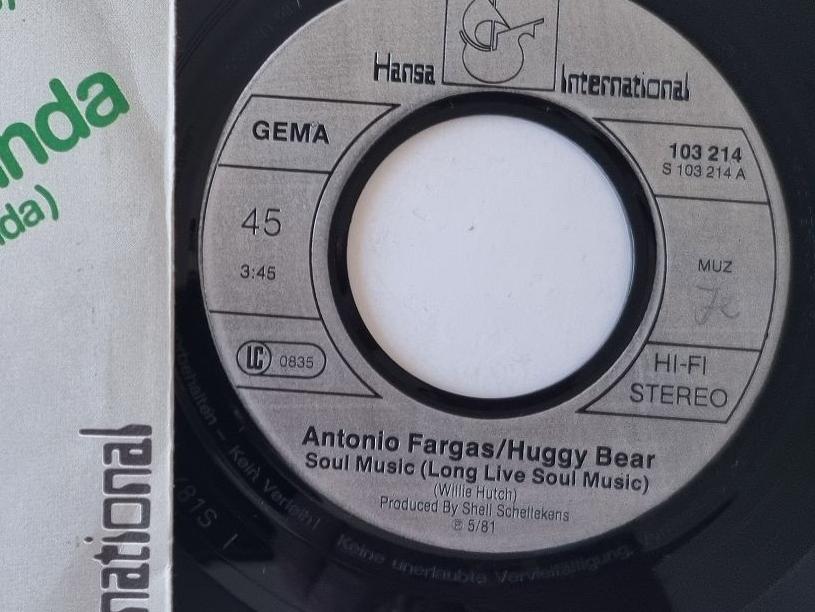 nda
da)
national
Hansa International
GEMA
45
3:45
LC 0835
103 214
S 103 214 A
MUZ
HI-FI
STEREO
Antonio Fargas/Huggy Bear
Soul Music (Long Live Soul Music)
(Willie Hutch)
Produced By Shell Schellekens
℗ 5/81
Kein Verleih!
Keine unerlaubte Vervielfältigung,